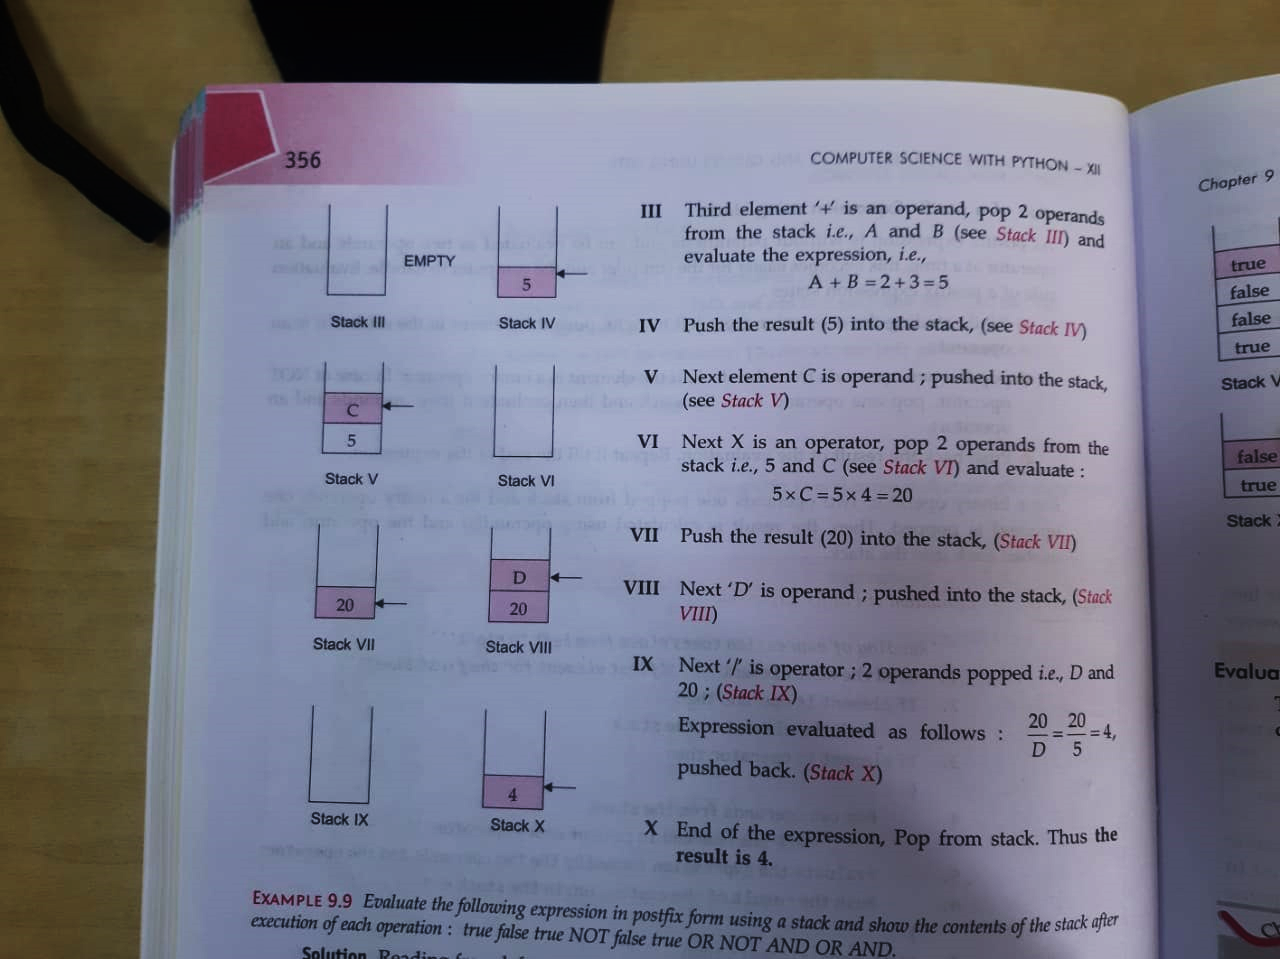 356
COMPUTER SCIENCE WITH PYTHON – XII
EMPTY
5
Stack III
Stack IV
III Third element '+' is an operand, pop 2 operands
from the stack i.e., A and B (see Stack III) and
evaluate the expression, i.e.,
A + B = 2 + 3 = 5
IV Push the result (5) into the stack, (see Stack IV)
C
5
Stack V
Stack VI
V Next element C is operand ; pushed into the stack,
(see Stack V)
VI Next X is an operator, pop 2 operands from the
stack i.e., 5 and C (see Stack VI) and evaluate :
5 × C = 5 × 4 = 20
20
D
20
Stack VII
Stack VIII
VII Push the result (20) into the stack, (Stack VII)
VIII Next 'D' is operand ; pushed into the stack, (Stack
VIII)
IX Next '/' is operator ; 2 operands popped i.e., D and
20 ; (Stack IX)
Expression evaluated as follows : 20/D = 20/5 = 4,
pushed back. (Stack X)
4
Stack IX
Stack X
X End of the expression, Pop from stack. Thus the
result is 4.
EXAMPLE 9.9 Evaluate the following expression in postfix form using a stack and show the contents of the stack after
execution of each operation : true false true NOT false true OR NOT AND OR AND.
Solution
Chapter 9
true
false
false
true
Stack V
false
true
Stack
Evalua